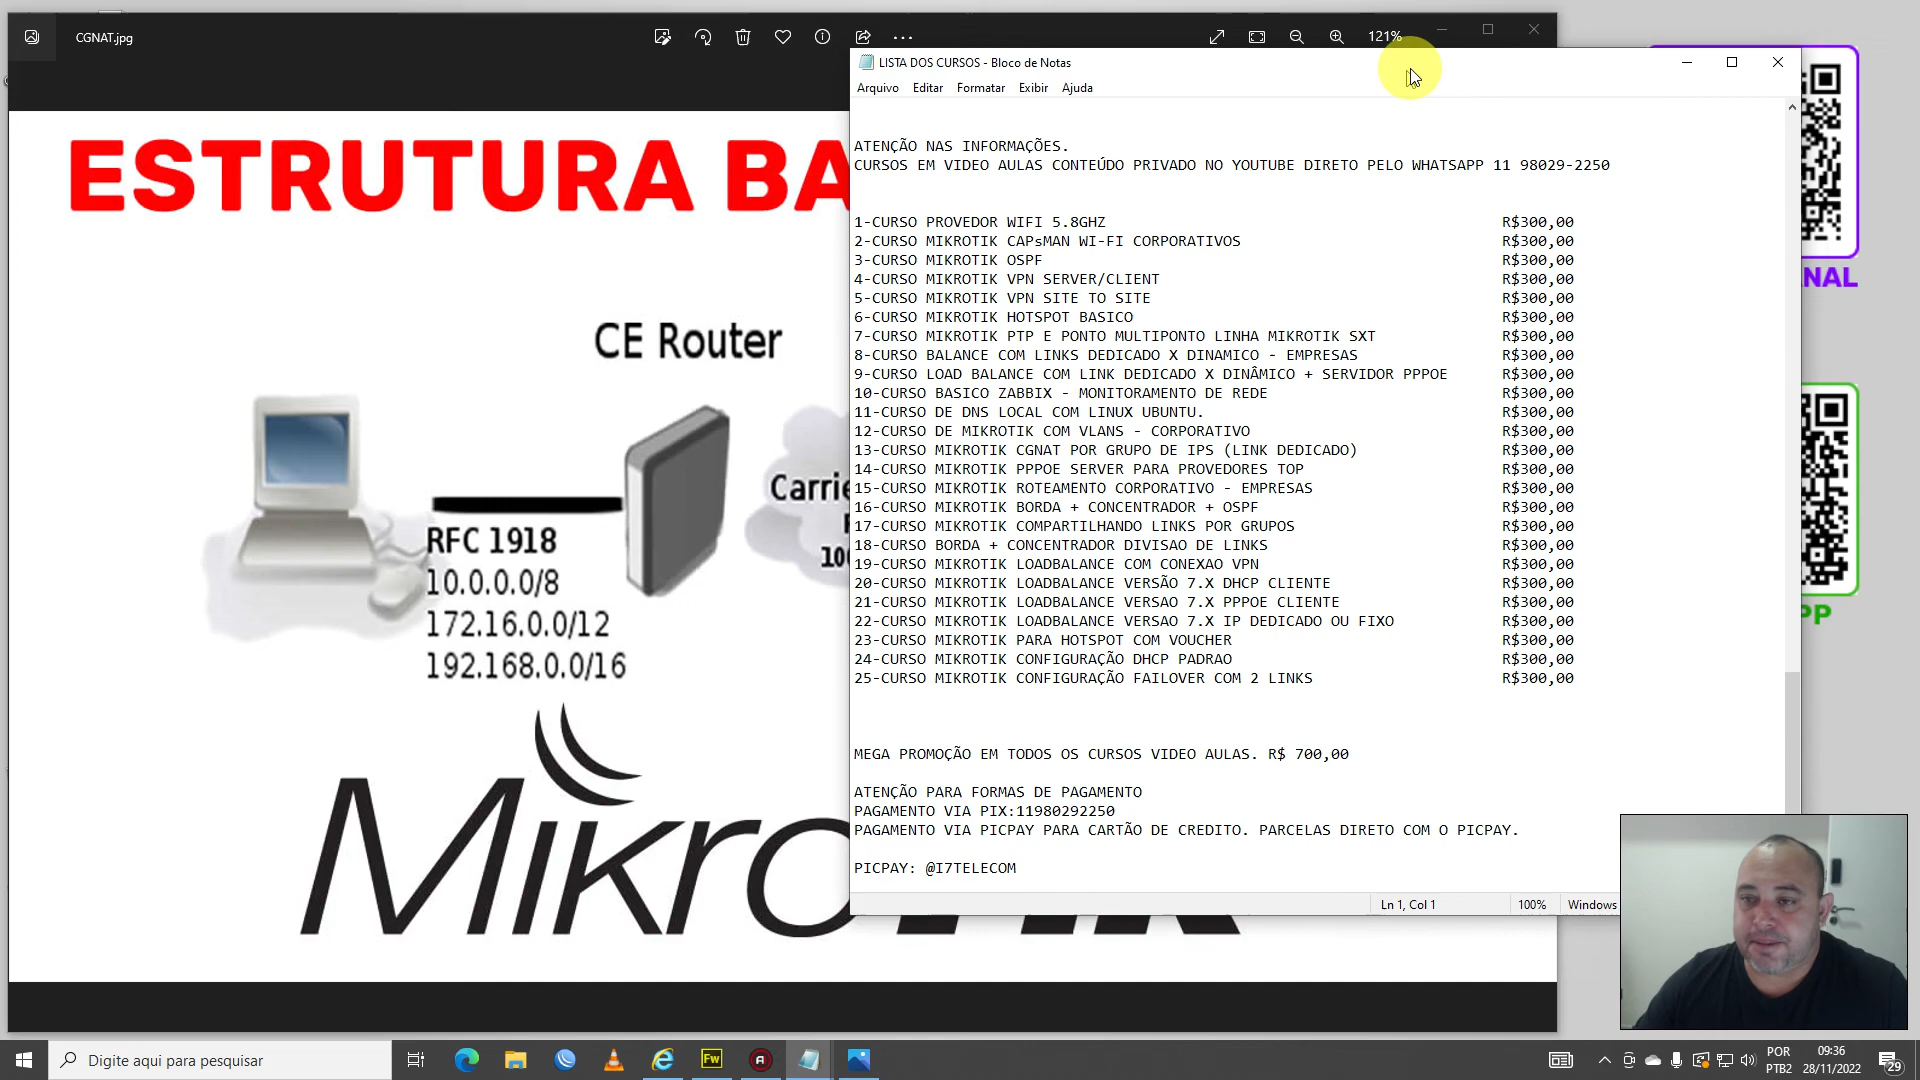 CGNAT.jpg
121%
ESTRUTURA BA
CE Router
Carrie
100
RFC 1918
10.0.0.0/8
172.16.0.0/12
192.168.0.0/16
LISTA DOS CURSOS - Bloco de Notas
Arquivo Editar Formatar Exibir Ajuda
ATENÇÃO NAS INFORMAÇÕES.
CURSOS EM VIDEO AULAS CONTEÚDO PRIVADO NO YOUTUBE DIRETO PELO WHATSAPP 11 98029-2250
1-CURSO PROVEDOR WIFI 5.8GHZ R$300,00
2-CURSO MIKROTIK CAPsMAN WI-FI CORPORATIVOS R$300,00
3-CURSO MIKROTIK OSPF R$300,00
4-CURSO MIKROTIK VPN SERVER/CLIENT R$300,00
5-CURSO MIKROTIK VPN SITE TO SITE R$300,00
6-CURSO MIKROTIK HOTSPOT BASICO R$300,00
7-CURSO MIKROTIK PTP E PONTO MULTIPONTO LINHA MIKROTIK SXT R$300,00
8-CURSO BALANCE COM LINKS DEDICADO X DINAMICO - EMPRESAS R$300,00
9-CURSO LOAD BALANCE COM LINK DEDICADO X DINÂMICO + SERVIDOR PPPOE R$300,00
10-CURSO BASICO ZABBIX - MONITORAMENTO DE REDE R$300,00
11-CURSO DE DNS LOCAL COM LINUX UBUNTU. R$300,00
12-CURSO DE MIKROTIK COM VLANS - CORPORATIVO R$300,00
13-CURSO MIKROTIK CGNAT POR GRUPO DE IPS (LINK DEDICADO) R$300,00
14-CURSO MIKROTIK PPPOE SERVER PARA PROVEDORES TOP R$300,00
15-CURSO MIKROTIK ROTEAMENTO CORPORATIVO - EMPRESAS R$300,00
16-CURSO MIKROTIK BORDA + CONCENTRADOR + OSPF R$300,00
17-CURSO MIKROTIK COMPARTILHANDO LINKS POR GRUPOS R$300,00
18-CURSO BORDA + CONCENTRADOR DIVISAO DE LINKS R$300,00
19-CURSO MIKROTIK LOADBALANCE COM CONEXAO VPN R$300,00
20-CURSO MIKROTIK LOADBALANCE VERSÃO 7.X DHCP CLIENTE R$300,00
21-CURSO MIKROTIK LOADBALANCE VERSAO 7.X PPPOE CLIENTE R$300,00
22-CURSO MIKROTIK LOADBALANCE VERSAO 7.X IP DEDICADO OU FIXO R$300,00
23-CURSO MIKROTIK PARA HOTSPOT COM VOUCHER R$300,00
24-CURSO MIKROTIK CONFIGURAÇÃO DHCP PADRAO R$300,00
25-CURSO MIKROTIK CONFIGURAÇÃO FAILOVER COM 2 LINKS R$300,00
MEGA PROMOÇÃO EM TODOS OS CURSOS VIDEO AULAS. R$ 700,00
ATENÇÃO PARA FORMAS DE PAGAMENTO
PAGAMENTO VIA PIX:11980292250
PAGAMENTO VIA PICPAY PARA CARTÃO DE CREDITO. PARCELAS DIRETO COM O PICPAY.
PICPAY: @I7TELECOM
Ln 1, Col 1 100% Windows
NAL
PP
Digite aqui para pesquisar
Fw
POR
PTB2
09:36
28/11/2022
29